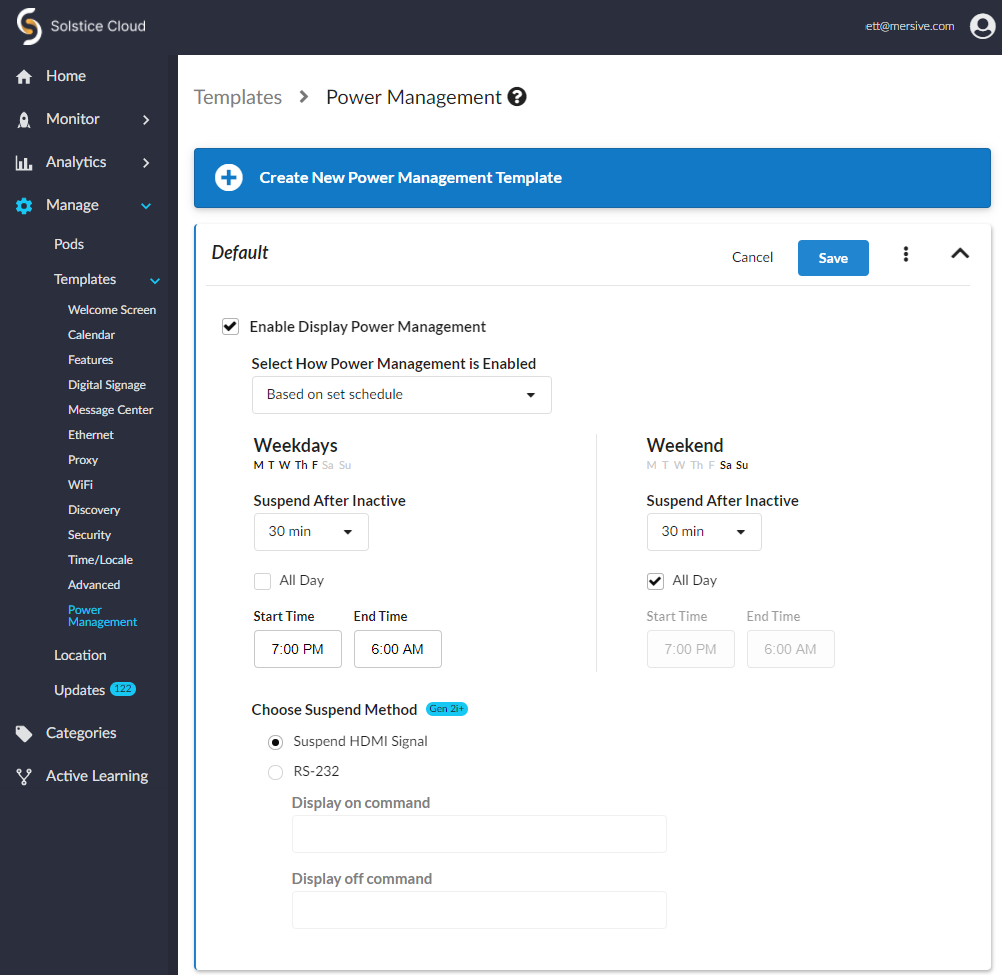 Solstice Cloud
ett@mersive.com
Home
Monitor
Analytics
Manage
Pods
Templates
Welcome Screen
Calendar
Features
Digital Signage
Message Center
Ethernet
Proxy
WiFi
Discovery
Security
Time/Locale
Advanced
Power
Management
Location
Updates 122
Categories
Active Learning
Templates > Power Management ?
Create New Power Management Template
Default
Cancel Save
Enable Display Power Management
Select How Power Management is Enabled
Based on set schedule
Weekdays
M T W Th F Sa Su
Suspend After Inactive
30 min
All Day
Start Time End Time
7:00 PM 6:00 AM
Weekend
M T W Th F Sa Su
Suspend After Inactive
30 min
All Day
Start Time End Time
7:00 PM 6:00 AM
Choose Suspend Method Gen 2i+
Suspend HDMI Signal
RS-232
Display on command
Display off command